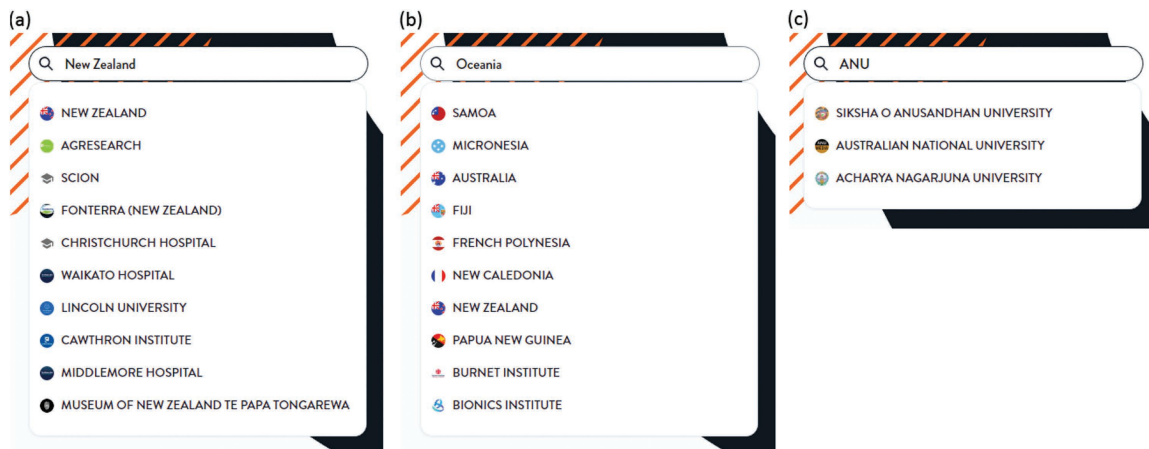 (a)
New Zealand
NEW ZEALAND
AGRESEARCH
SCION
FONTERRA (NEW ZEALAND)
CHRISTCHURCH HOSPITAL
WAIKATO HOSPITAL
LINCOLN UNIVERSITY
CAWTHRON INSTITUTE
MIDDLEMORE HOSPITAL
MUSEUM OF NEW ZEALAND TE PAPA TONGAREWA
(b)
Oceania
SAMOA
MICRONESIA
AUSTRALIA
FIJI
FRENCH POLYNESIA
NEW CALEDONIA
NEW ZEALAND
PAPUA NEW GUINEA
BURNET INSTITUTE
BIONICS INSTITUTE
(c)
ANU
SIKSHA O ANUSANDHAN UNIVERSITY
AUSTRALIAN NATIONAL UNIVERSITY
ACHARYA NAGARJUNA UNIVERSITY